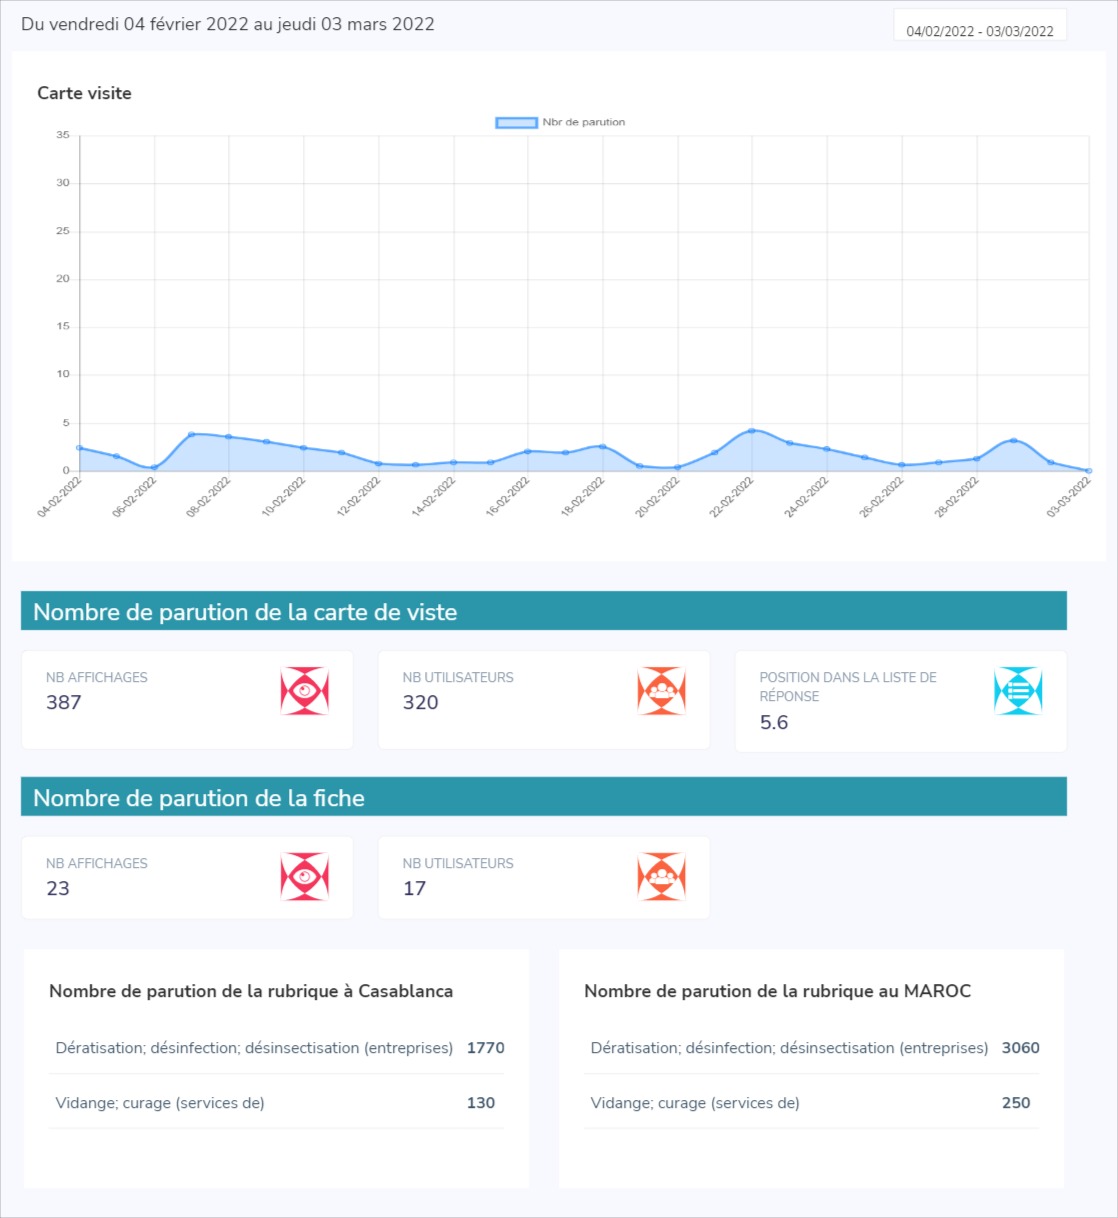 Du vendredi 04 février 2022 au jeudi 03 mars 2022
04/02/2022 - 03/03/2022
Carte visite
Nbr de parution
35
30
25
20
15
10
5
0
04-02-2022
06-02-2022
08-02-2022
10-02-2022
12-02-2022
14-02-2022
16-02-2022
18-02-2022
20-02-2022
22-02-2022
24-02-2022
26-02-2022
28-02-2022
03-03-2022
Nombre de parution de la carte de viste
NB AFFICHAGES
387
NB UTILISATEURS
320
POSITION DANS LA LISTE DE
RÉPONSE
5.6
Nombre de parution de la fiche
NB AFFICHAGES
23
NB UTILISATEURS
17
Nombre de parution de la rubrique à Casablanca
Dératisation; désinfection; désinsectisation (entreprises) 1770
Vidange; curage (services de) 130
Nombre de parution de la rubrique au MAROC
Dératisation; désinfection; désinsectisation (entreprises) 3060
Vidange; curage (services de) 250